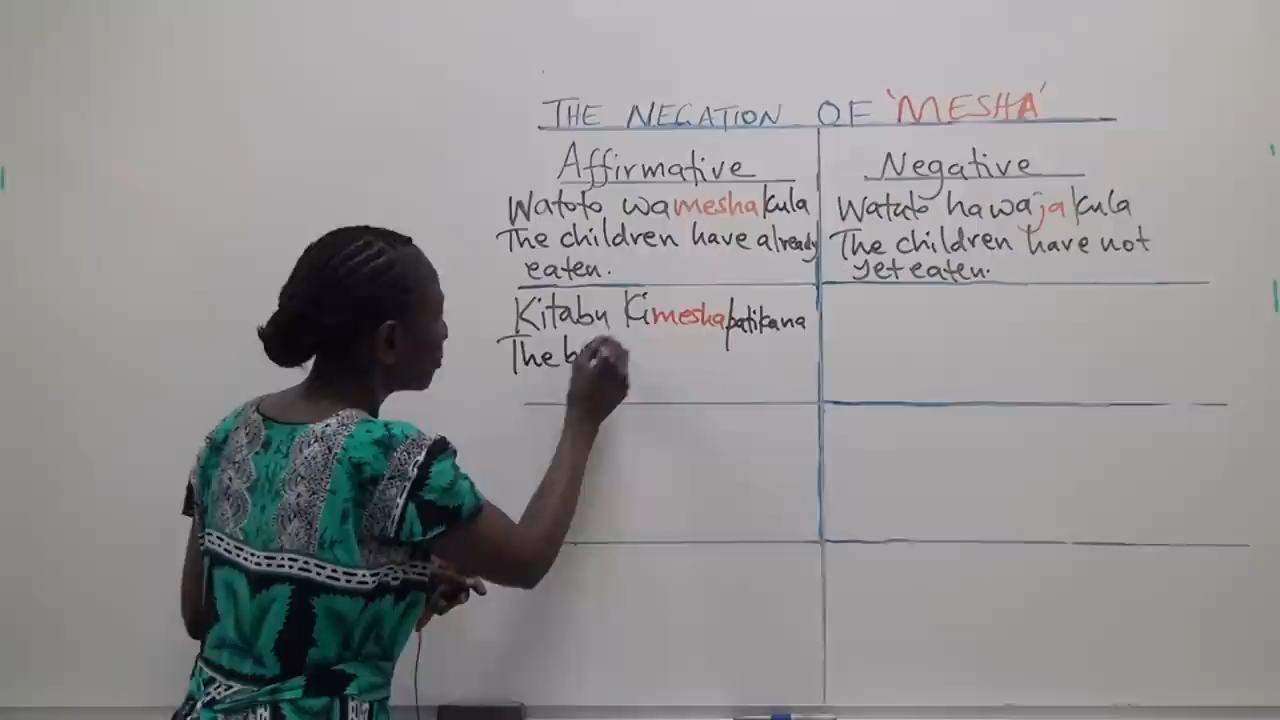 THE NEGATION OF 'MESHA'
Affirmative
Watoto wameshakula
The children have already
eaten.
Negative
Watoto hawajakula
The children have not
yet eaten.
Kitabu kimeshapatikana
The